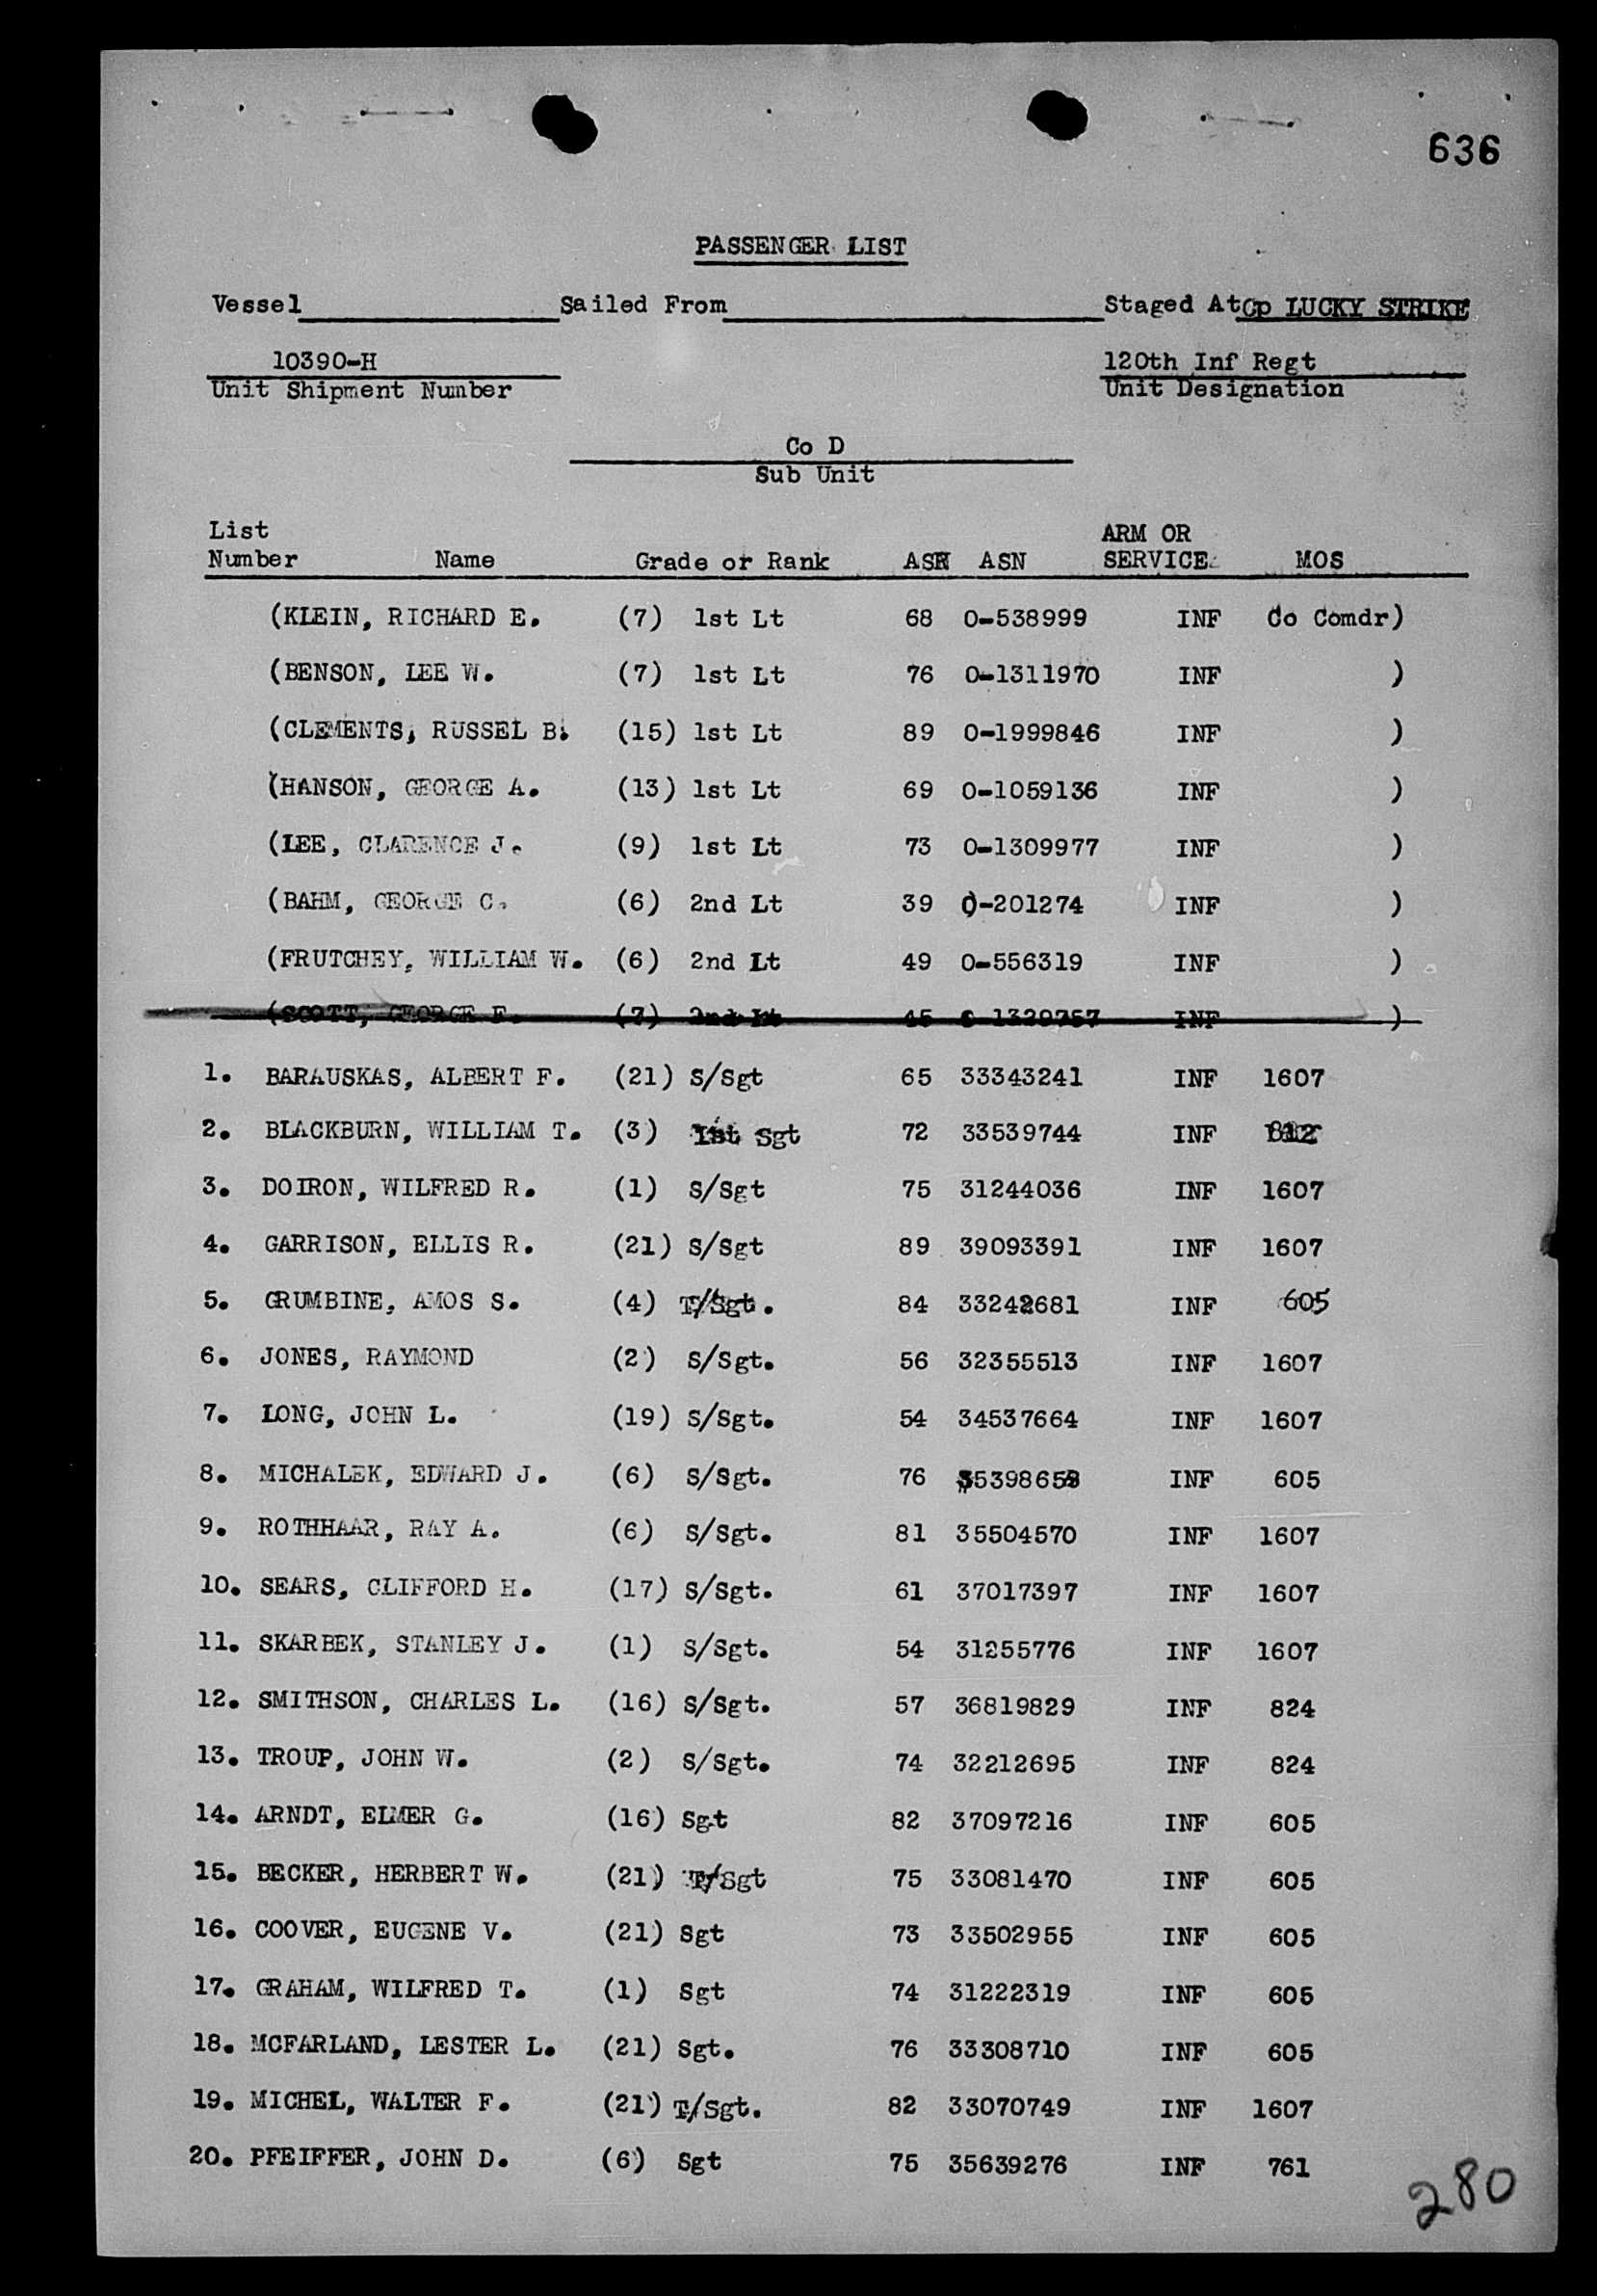 636
PASSENGER LIST
Vessel Sailed From Staged At Cp LUCKY STRIKE
10390-H 120th Inf Regt
Unit Shipment Number Unit Designation
Co D
Sub Unit
List ARM OR
Number Name Grade or Rank ASR ASN SERVICE MOS
(KLEIN, RICHARD E. (7) 1st Lt 68 O-538999 INF Co Comdr)
(BENSON, LEE W. (7) 1st Lt 76 O-1311970 INF )
(CLEMENTS, RUSSEL B. (15) 1st Lt 89 O-1999846 INF )
(HANSON, GEORGE A. (13) 1st Lt 69 O-1059136 INF )
(LEE, CLARENCE J. (9) 1st Lt 73 O-1309977 INF )
(BAHM, GEORGE C. (6) 2nd Lt 39 O-201274 INF )
(FRUTCHEY, WILLIAM W. (6) 2nd Lt 49 O-556319 INF )
(SCOTT, GEORGE F. (7) 2nd Lt 45 O-1329757 INF )
1. BARAUSKAS, ALBERT F. (21) S/Sgt 65 33343241 INF 1607
2. BLACKBURN, WILLIAM T. (3) 1st Sgt 72 33539744 INF
3. DOIRON, WILFRED R. (1) S/Sgt 75 31244036 INF 1607
4. GARRISON, ELLIS R. (21) S/Sgt 89 39093391 INF 1607
5. GRUMBINE, AMOS S. (4) T/Sgt. 84 33242681 INF 605
6. JONES, RAYMOND (2) S/Sgt. 56 32355513 INF 1607
7. LONG, JOHN L. (19) S/Sgt. 54 34537664 INF 1607
8. MICHALEK, EDWARD J. (6) S/Sgt. 76 INF 605
9. ROTHHAAR, RAY A. (6) S/Sgt. 81 35504570 INF 1607
10. SEARS, CLIFFORD H. (17) S/Sgt. 61 37017397 INF 1607
11. SKARBEK, STANLEY J. (1) S/Sgt. 54 31255776 INF 1607
12. SMITHSON, CHARLES L. (16) S/Sgt. 57 36819829 INF 824
13. TROUP, JOHN W. (2) S/Sgt. 74 32212695 INF 824
14. ARNDT, ELMER G. (16) Sgt 82 37097216 INF 605
15. BECKER, HERBERT W. (21) T/Sgt 75 33081470 INF 605
16. COOVER, EUGENE V. (21) Sgt 73 33502955 INF 605
17. GRAHAM, WILFRED T. (1) Sgt 74 31222319 INF 605
18. MCFARLAND, LESTER L. (21) Sgt. 76 33308710 INF 605
19. MICHEL, WALTER F. (21) T/Sgt. 82 33070749 INF 1607
20. PFEIFFER, JOHN D. (6) Sgt 75 35639276 INF 761
280